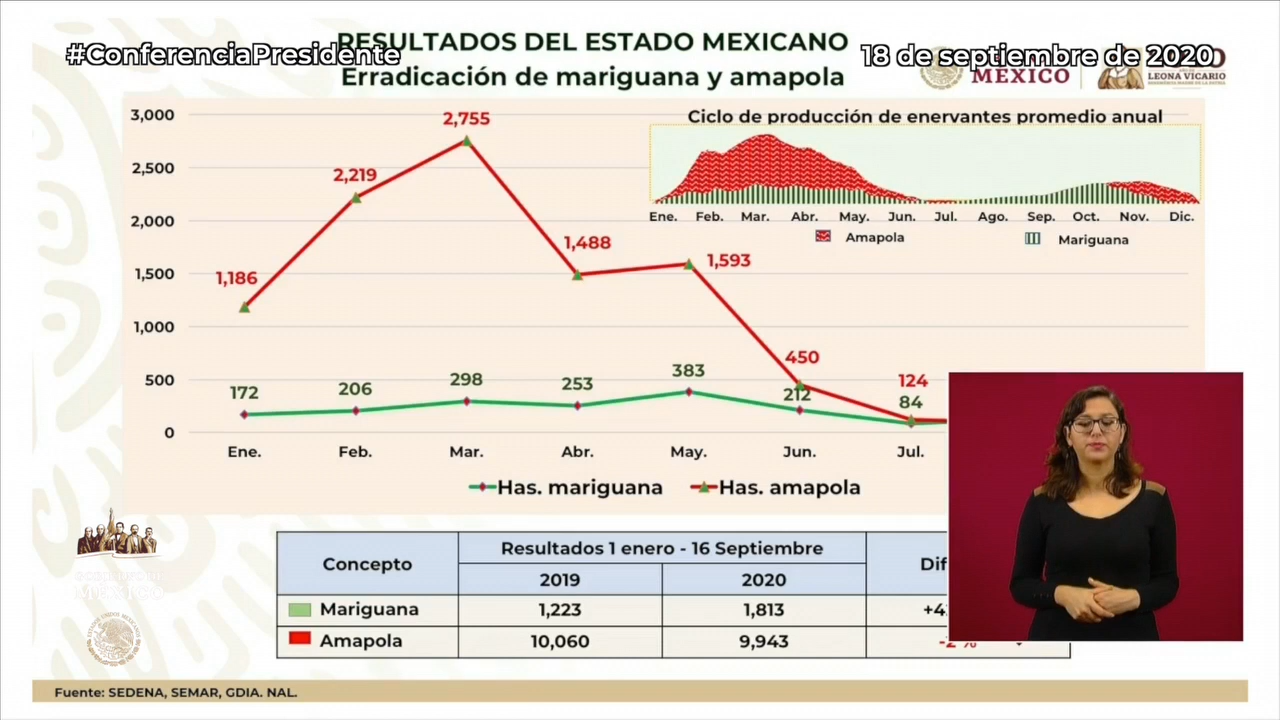 #ConferenciaPresidente
RESULTADOS DEL ESTADO MEXICANO
18 de septiembre de 2020
Erradicación de mariguana y amapola
MÉXICO
LEONA VICARIO
3,000
2,500
2,000
1,500
1,000
500
0
1,186
2,219
2,755
1,488
1,593
450
124
172
206
298
253
383
212
84
Ene.
Feb.
Mar.
Abr.
May.
Jun.
Jul.
Has. mariguana
Has. amapola
Ciclo de producción de enervantes promedio anual
Ene. Feb. Mar. Abr. May. Jun. Jul. Ago. Sep. Oct. Nov. Dic.
Amapola
Mariguana
Concepto
Resultados 1 enero - 16 Septiembre
2019
2020
Mariguana 1,223 1,813
Amapola 10,060 9,943
MÉXICO
Fuente: SEDENA, SEMAR, GDIA. NAL.